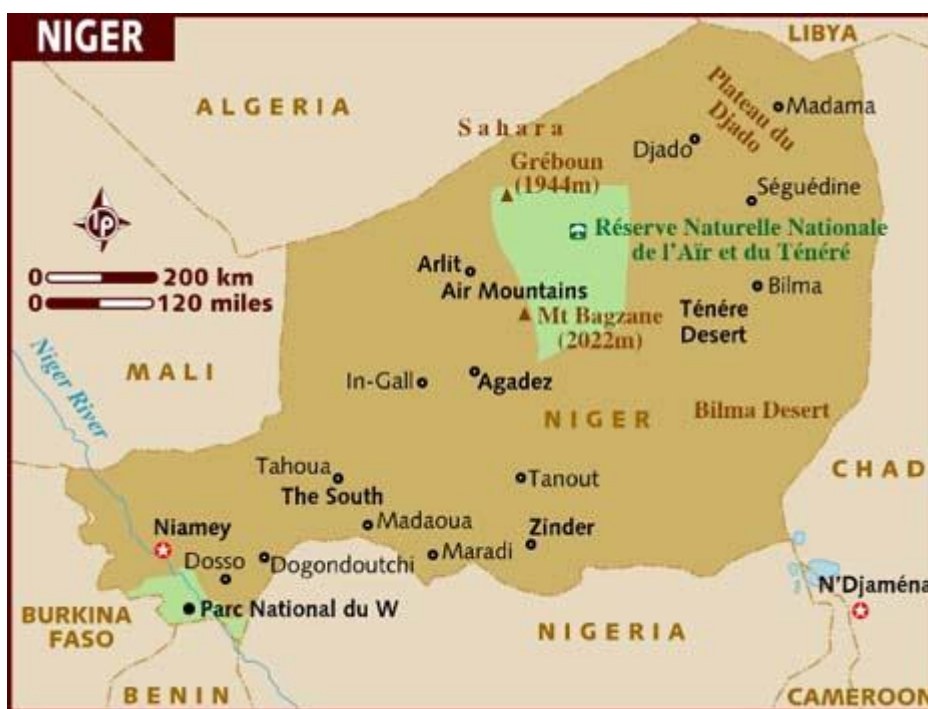 NIGER
LIBYA
ALGERIA
Sahara
Plateau du
Djado
Madama
Djado
Gréboun
(1944m)
Séguédine
lp
Réserve Naturelle Nationale
de l'Aïr et du Ténéré
0 200 km
0 120 miles
Arlit
Air Mountains
Bilma
Mt Bagzane
(2022m)
Ténére
Desert
Niger River
MALI
In-Gall
Agadez
NIGER
Bilma Desert
CHAD
Tahoua
The South
Tanout
Niamey
Madaoua
Zinder
Dosso
Dogondoutchi
Maradi
N'Djaména
Parc National du W
BURKINA
FASO
NIGERIA
BENIN
CAMEROON